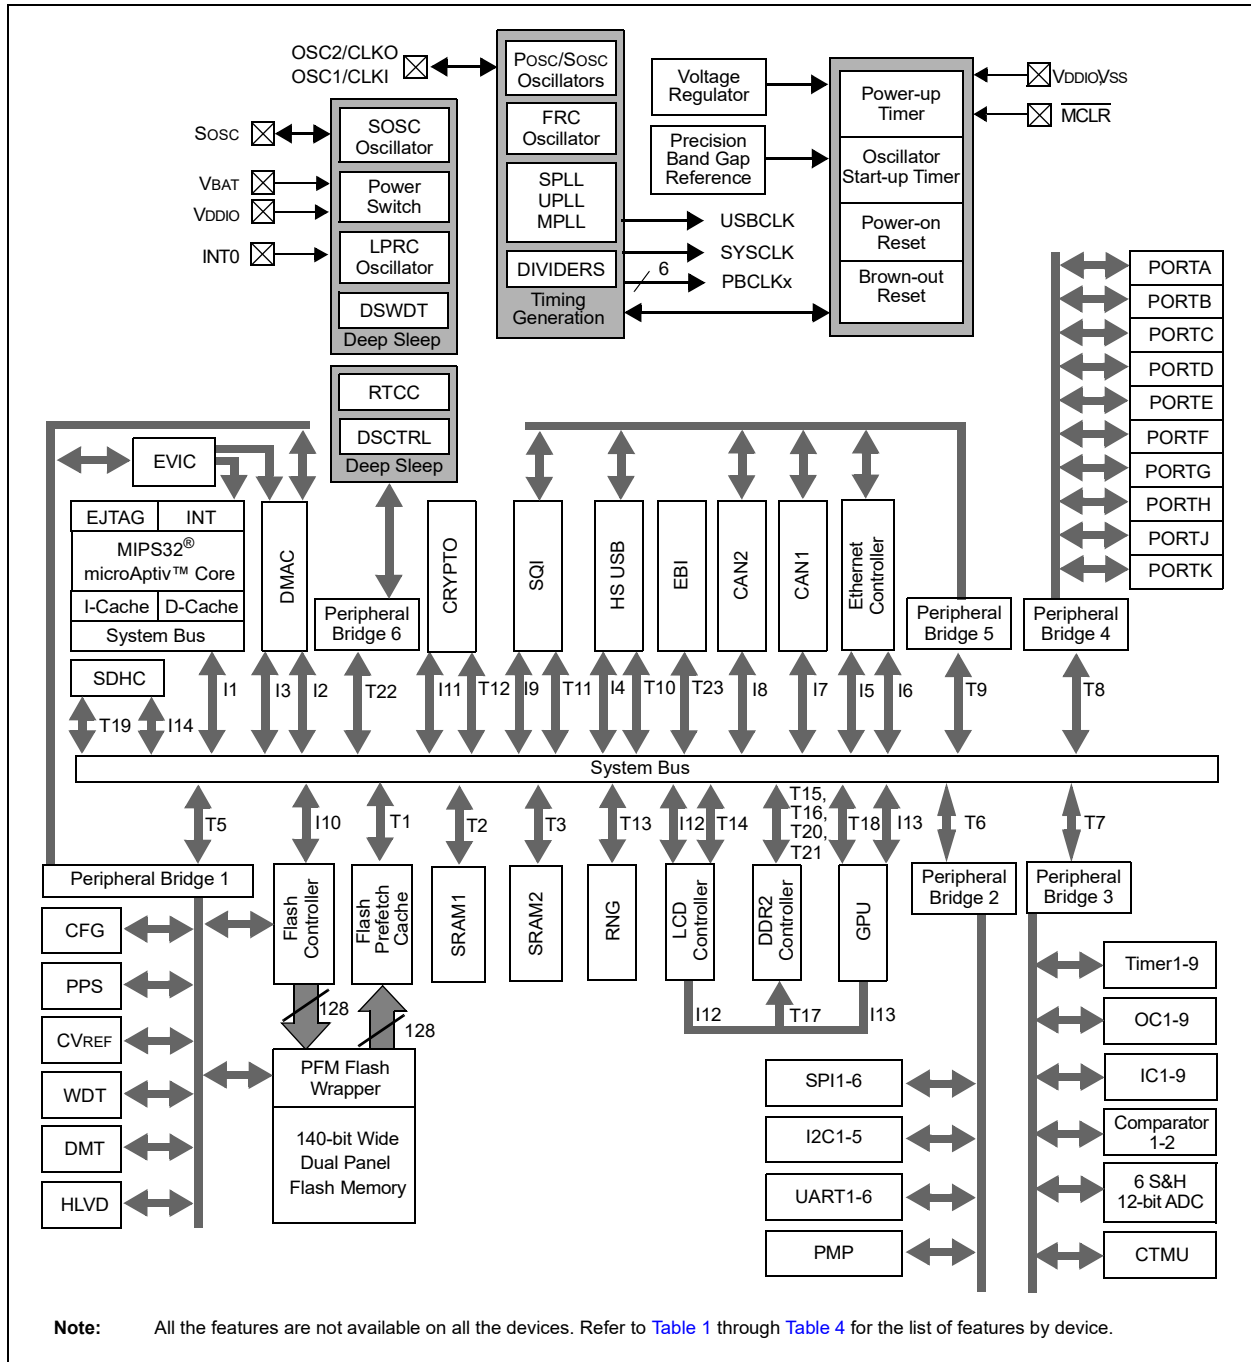 OSC2/CLKO
OSC1/CLKI
POSC/SOSC
Oscillators
FRC
Oscillator
SPLL
UPLL
MPLL
DIVIDERS
Timing
Generation
Voltage
Regulator
Precision
Band Gap
Reference
USBCLK
SYSCLK
6
PBCLKx
Power-up
Timer
Oscillator
Start-up Timer
Power-on
Reset
Brown-out
Reset
VDDIO,VSS
MCLR
SOSC
VBAT
VDDIO
INT0
SOSC
Oscillator
Power
Switch
LPRC
Oscillator
DSWDT
Deep Sleep
RTCC
DSCTRL
Deep Sleep
PORTA
PORTB
PORTC
PORTD
PORTE
PORTF
PORTG
PORTH
PORTJ
PORTK
EVIC
EJTAG
INT
MIPS32®
microAptiv™ Core
I-Cache
D-Cache
System Bus
SDHC
DMAC
Peripheral
Bridge 6
CRYPTO
SQI
HS USB
EBI
CAN2
CAN1
Ethernet
Controller
Peripheral
Bridge 5
Peripheral
Bridge 4
T19
I14
I1
I3
I2
T22
I11
T12
I9
T11
I4
T10
T23
I8
I7
I5
I6
T9
T8
System Bus
T5
I10
T1
T2
T3
T13
I12
T14
T15,
T16,
T20,
T21
T18
I13
T6
T7
Peripheral Bridge 1
Flash
Controller
Flash
Prefetch
Cache
SRAM1
SRAM2
RNG
LCD
Controller
DDR2
Controller
GPU
Peripheral
Bridge 2
Peripheral
Bridge 3
CFG
PPS
CVREF
WDT
DMT
HLVD
128
128
PFM Flash
Wrapper
140-bit Wide
Dual Panel
Flash Memory
I12
T17
I13
SPI1-6
I2C1-5
UART1-6
PMP
Timer1-9
OC1-9
IC1-9
Comparator
1-2
6 S&H
12-bit ADC
CTMU
Note: All the features are not available on all the devices. Refer to Table 1 through Table 4 for the list of features by device.